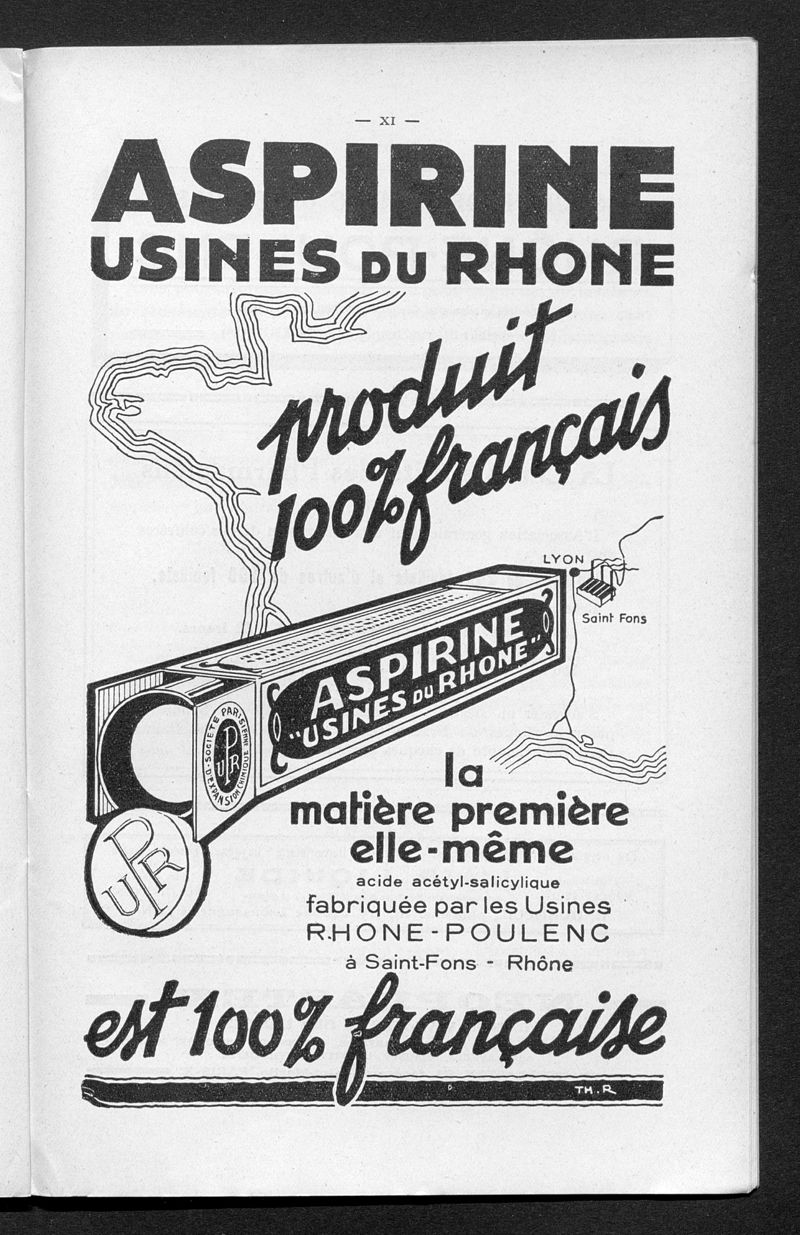 — XI —
ASPIRINE
USINES DU RHONE
produit
100% français
LYON
Saint Fons
ASPIRINE
"USINES DU RHONE"
SOCIÉTÉ PARISIENNE D'EXPANSION CHIMIQUE
UPR
UPR
la
matière première
elle-même
acide acétyl-salicylique
fabriquée par les Usines
RHONE-POULENC
à Saint-Fons - Rhône
est 100% française
TH.R